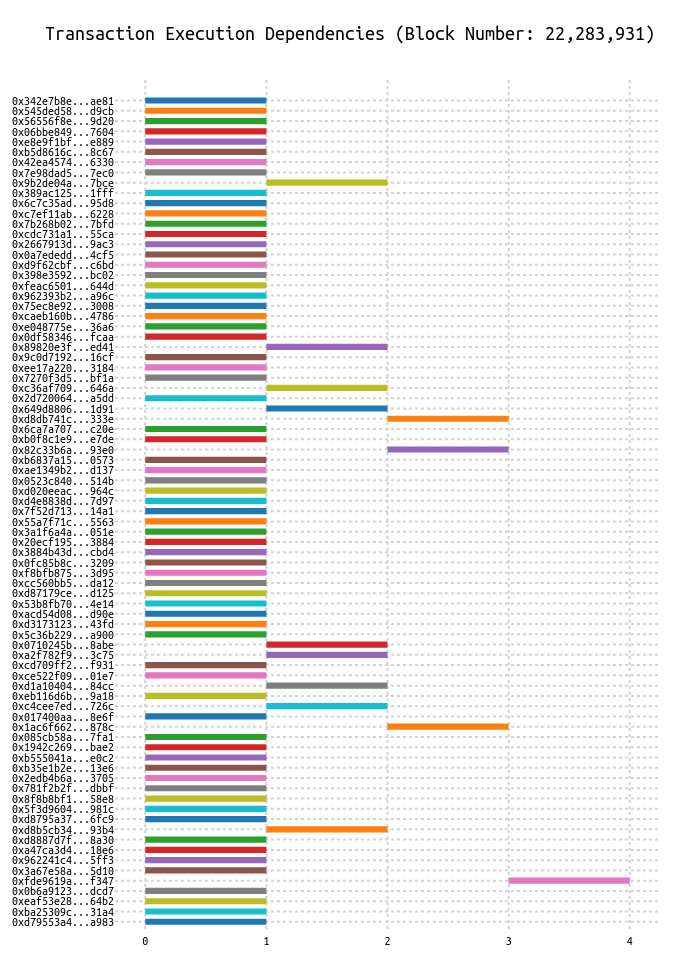 Transaction Execution Dependencies (Block Number: 22,283,931)
0x342e7b8e...ae81
0x545ded58...d9cb
0x56556f8e...9d20
0x06bbe849...7604
0xe8e9f1bf...e889
0xb5d8616c...8c67
0x42ea4574...6330
0x7e98dad5...7ec0
0x9b2de04a...7bce
0x389ac125...1fff
0x6c7c35ad...95d8
0xc7ef11ab...6228
0x7b268b02...7bfd
0xcdc731a1...55ca
0x2667913d...9ac3
0x0a7ededd...4cf5
0xd9f62cbf...c6bd
0x398e3592...bc02
0xfeac6501...644d
0x962393b2...a96c
0x75ec8e92...3008
0xcaeb160b...4786
0xe048775e...36a6
0x0df58346...fcaa
0x89820e3f...ed41
0x9c0d7192...16cf
0xee17a220...3184
0x7270f3d5...bf1a
0xc36af709...646a
0x2d720064...a5dd
0x649d8806...1d91
0xd8db741c...333e
0x6ca7a707...c20e
0xb0f8c1e9...e7de
0x82c33b6a...93e0
0xb6837a15...0573
0xae1349b2...d137
0x0523c840...514b
0xd020eeac...964c
0xd4e8838d...7d97
0x7f52d713...14a1
0x55a7f71c...5563
0x3a1f6a4a...051e
0x20ecf195...3884
0x3884b43d...cbd4
0x0fc85b8c...3209
0xf8bfb875...3d95
0xcc560bb5...da12
0xd87179ce...d125
0x53b8fb70...4e14
0xacd54d08...d90e
0xd3173123...43fd
0x5c36b229...a900
0x0710245b...8abe
0xa2f782f9...3c75
0xcd709ff2...f931
0xce522f09...01e7
0xd1a10404...84cc
0xeb116d6b...9a18
0xc4cee7ed...726c
0x017400aa...8e6f
0x1ac6f662...878c
0x085cb58a...7fa1
0x1942c269...bae2
0xb555041a...e0c2
0xb35e1b2e...13e6
0x2edb4b6a...3705
0x781f2b2f...dbbf
0x8f8b8bf1...58e8
0x5f3d9604...981c
0xd8795a37...6fc9
0xd8b5cb34...93b4
0xd8887d7f...8a30
0xa47ca3d4...18e6
0x962241c4...5ff3
0x3a67e58a...5d10
0xfde9619a...f347
0x0b6a9123...dcd7
0xeaf53e28...64b2
0xba25309c...31a4
0xd79553a4...a983
0 1 2 3 4